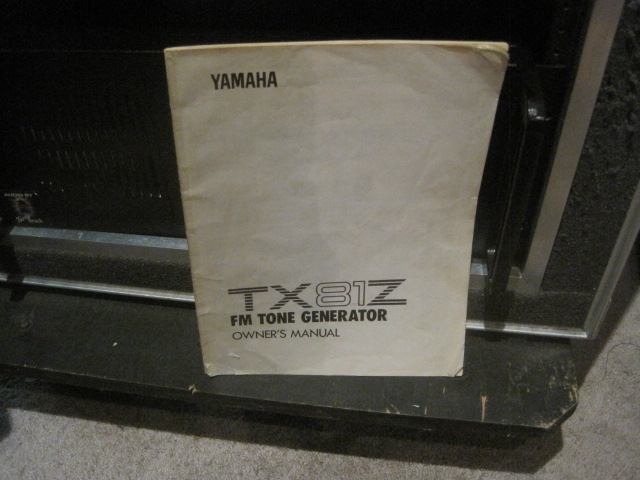 YAMAHA
TX81Z
FM TONE GENERATOR
OWNER'S MANUAL